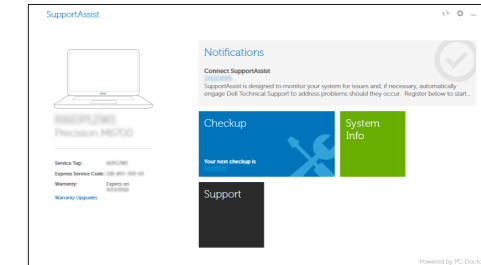 SupportAssist
Notifications
Connect SupportAssist
SupportAssist is designed to monitor your system for issues and, if necessary, automatically
engage Dell Technical Support to address problems should they occur. Register below to start...
Precision M6700
Checkup
Your next checkup is
System
Info
Service Tag:
Express Service Code:
Warranty: Expires on
Warranty Upgrades
Support
Powered by PC-Doctor